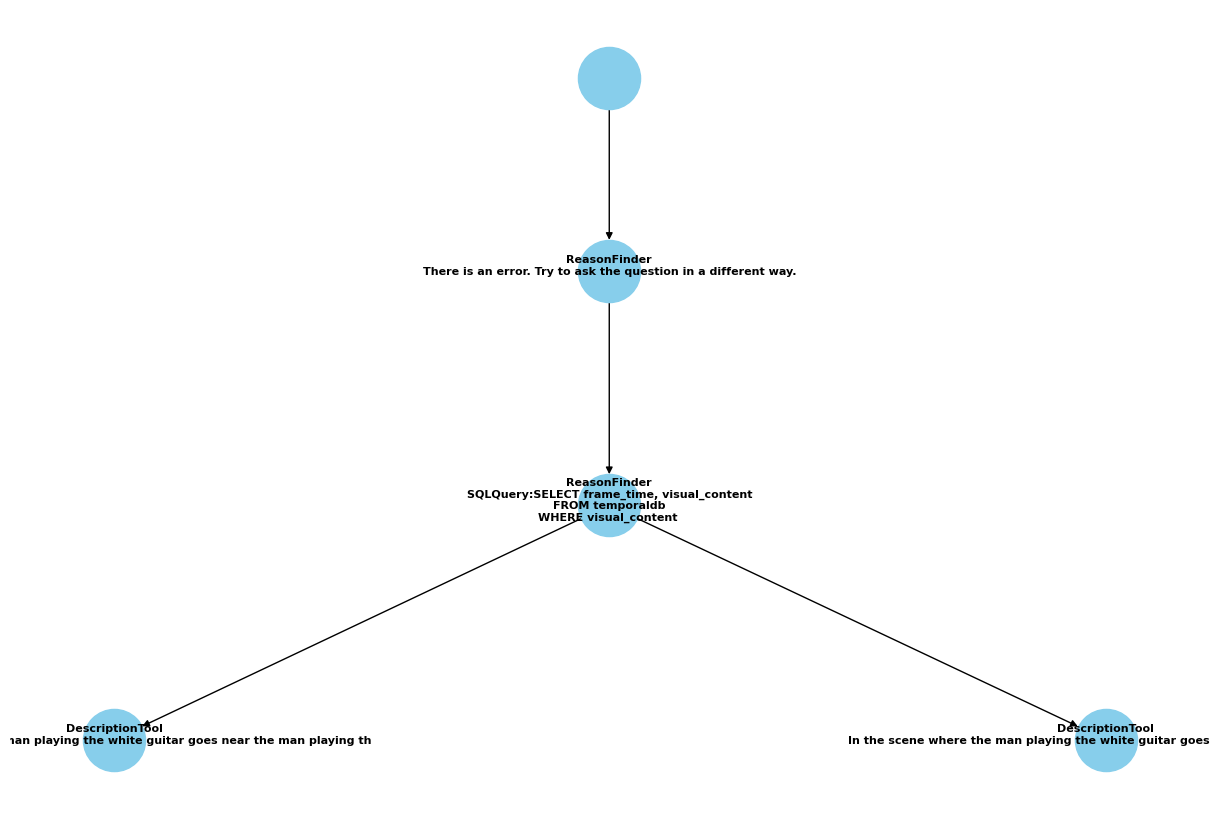 ReasonFinder
There is an error. Try to ask the question in a different way.
ReasonFinder
SQLQuery:SELECT frame_time, visual_content
FROM temporaldb
WHERE visual_content
DescriptionTool
playing the white guitar goes near the man playing th
DescriptionTool
In the scene where the man playing the white guitar goes